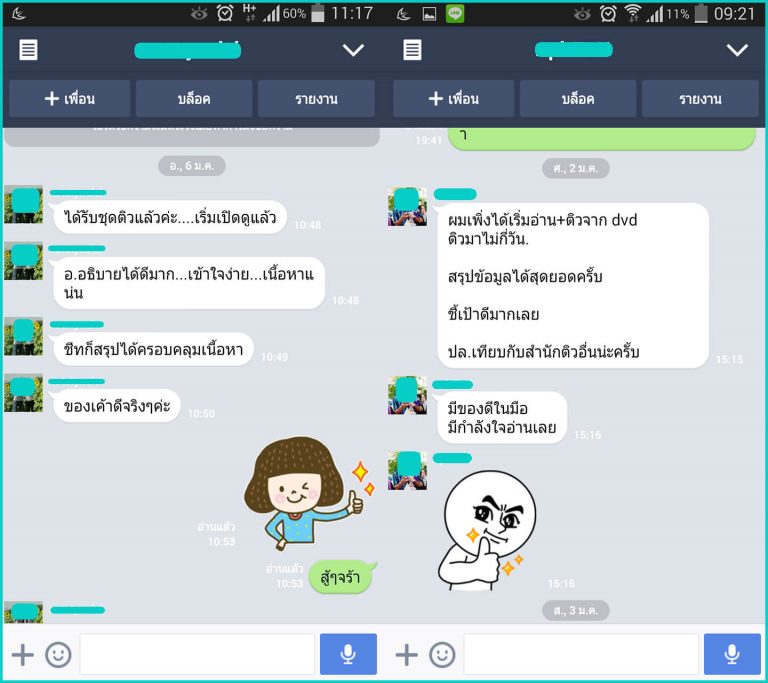 H+
60%
11:17
เพื่อน
บล็อค
รายงาน
อ., 6 ม.ค.
ได้รับชุดติวแล้วค่ะ....เริ่มเปิดดูแล้ว
10:48
อ.อธิบายได้ดีมาก...เข้าใจง่าย...เนื้อหาแ
น่น
10:48
ชีทก็สรุปได้ครอบคลุมเนื้อหา
10:49
ของเค้าดีจริงๆค่ะ
10:50
อ่านแล้ว
10:53
อ่านแล้ว
10:53
สู้ๆจร้า
LINE
11%
09:21
เพื่อน
บล็อค
รายงาน
19:41
า
ศ., 2 ม.ค.
ผมเพิ่งได้เริ่มอ่าน+ติวจาก dvd
ติวมาไม่กี่วัน.
สรุปข้อมูลได้สุดยอดครั๊บ
ชี้เป้าดีมากเลย
ปล.เทียบกับสำนักติวอื่นน่ะครั๊บ
15:15
มีของดีในมือ
มีกำลังใจอ่านเลย
15:16
15:16
ส., 3 ม.ค.